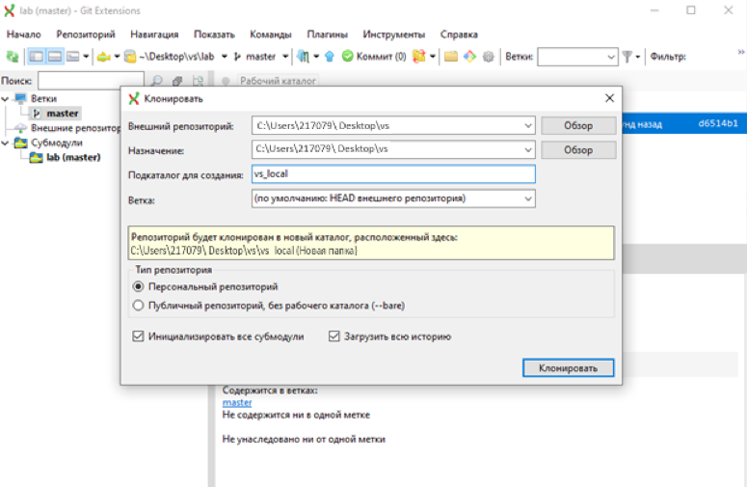 lab (master) - Git Extensions
Начало Репозиторий Навигация Показать Команды Плагины Инструменты Справка
~\Desktop\vs\lab master Коммит (0) Ветки: Фильтр:
Поиск: Рабочий каталог
Ветки
master
Внешние репозитор
Субмодули
lab (master)
нд назад d6514b1
Клонировать
Внешний репозиторий: C:\Users\217079\ Desktop\vs Обзор
Назначение: C:\Users\217079\ Desktop\vs Обзор
Подкаталог для создания: vs_local
Ветка: (по умолчанию: HEAD внешнего репозитория)
Репозиторий будет клонирован в новый каталог, расположенный здесь:
C:\Users\217079\ Desktop\vs\vs_local (Новая папка)
Тип репозитория
Персональный репозиторий
Публичный репозиторий, без рабочего каталога (--bare)
Инициализировать все субмодули Загрузить всю историю
Клонировать
Содержится в ветках:
master
Не содержится ни в одной метке
Не унаследовано ни от одной метки